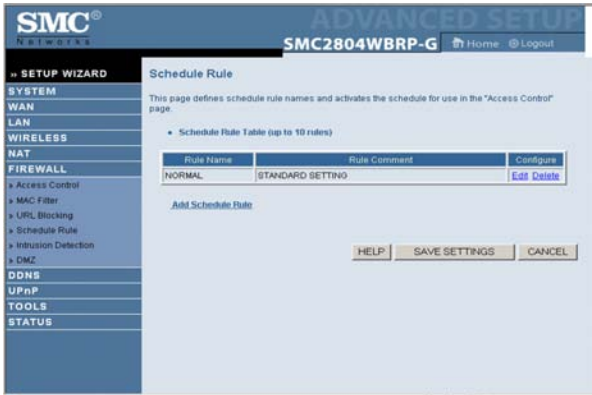 SMC®
Networks
ADVANCED SETUP
SMC2804WBRP-G
Home
Logout
» SETUP WIZARD
SYSTEM
WAN
LAN
WIRELESS
NAT
FIREWALL
» Access Control
» MAC Filter
» URL Blocking
» Schedule Rule
» Intrusion Detection
» DMZ
DDNS
UPnP
TOOLS
STATUS
Schedule Rule
This page defines schedule rule names and activates the schedule for use in the "Access Control"
page.
• Schedule Rule Table (up to 10 rules)
Rule Name Rule Comment Configure
NORMAL STANDARD SETTING Edit Delete
Add Schedule Rule
HELP SAVE SETTINGS CANCEL